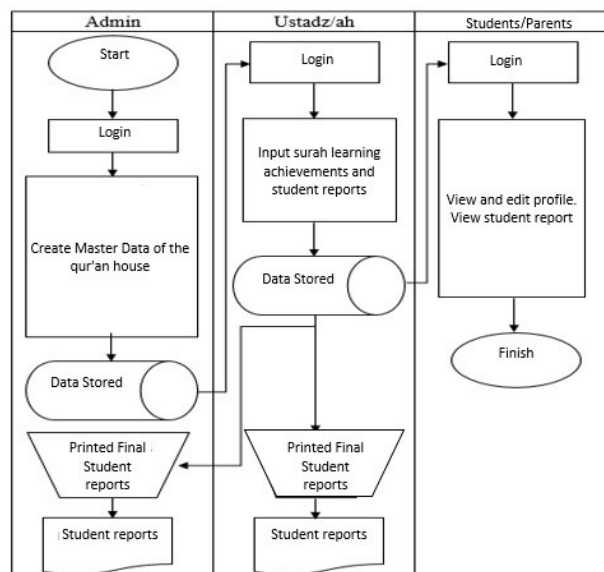 Admin
Ustadz/ah
Students/Parents
Start
Login
Create Master Data of the
qur'an house
Data Stored
Printed Final
Student
reports
Student reports
Login
Input surah learning
achievements and
student reports
Data Stored
Printed Final
Student
reports
Student reports
Login
View and edit profile.
View student report
Finish